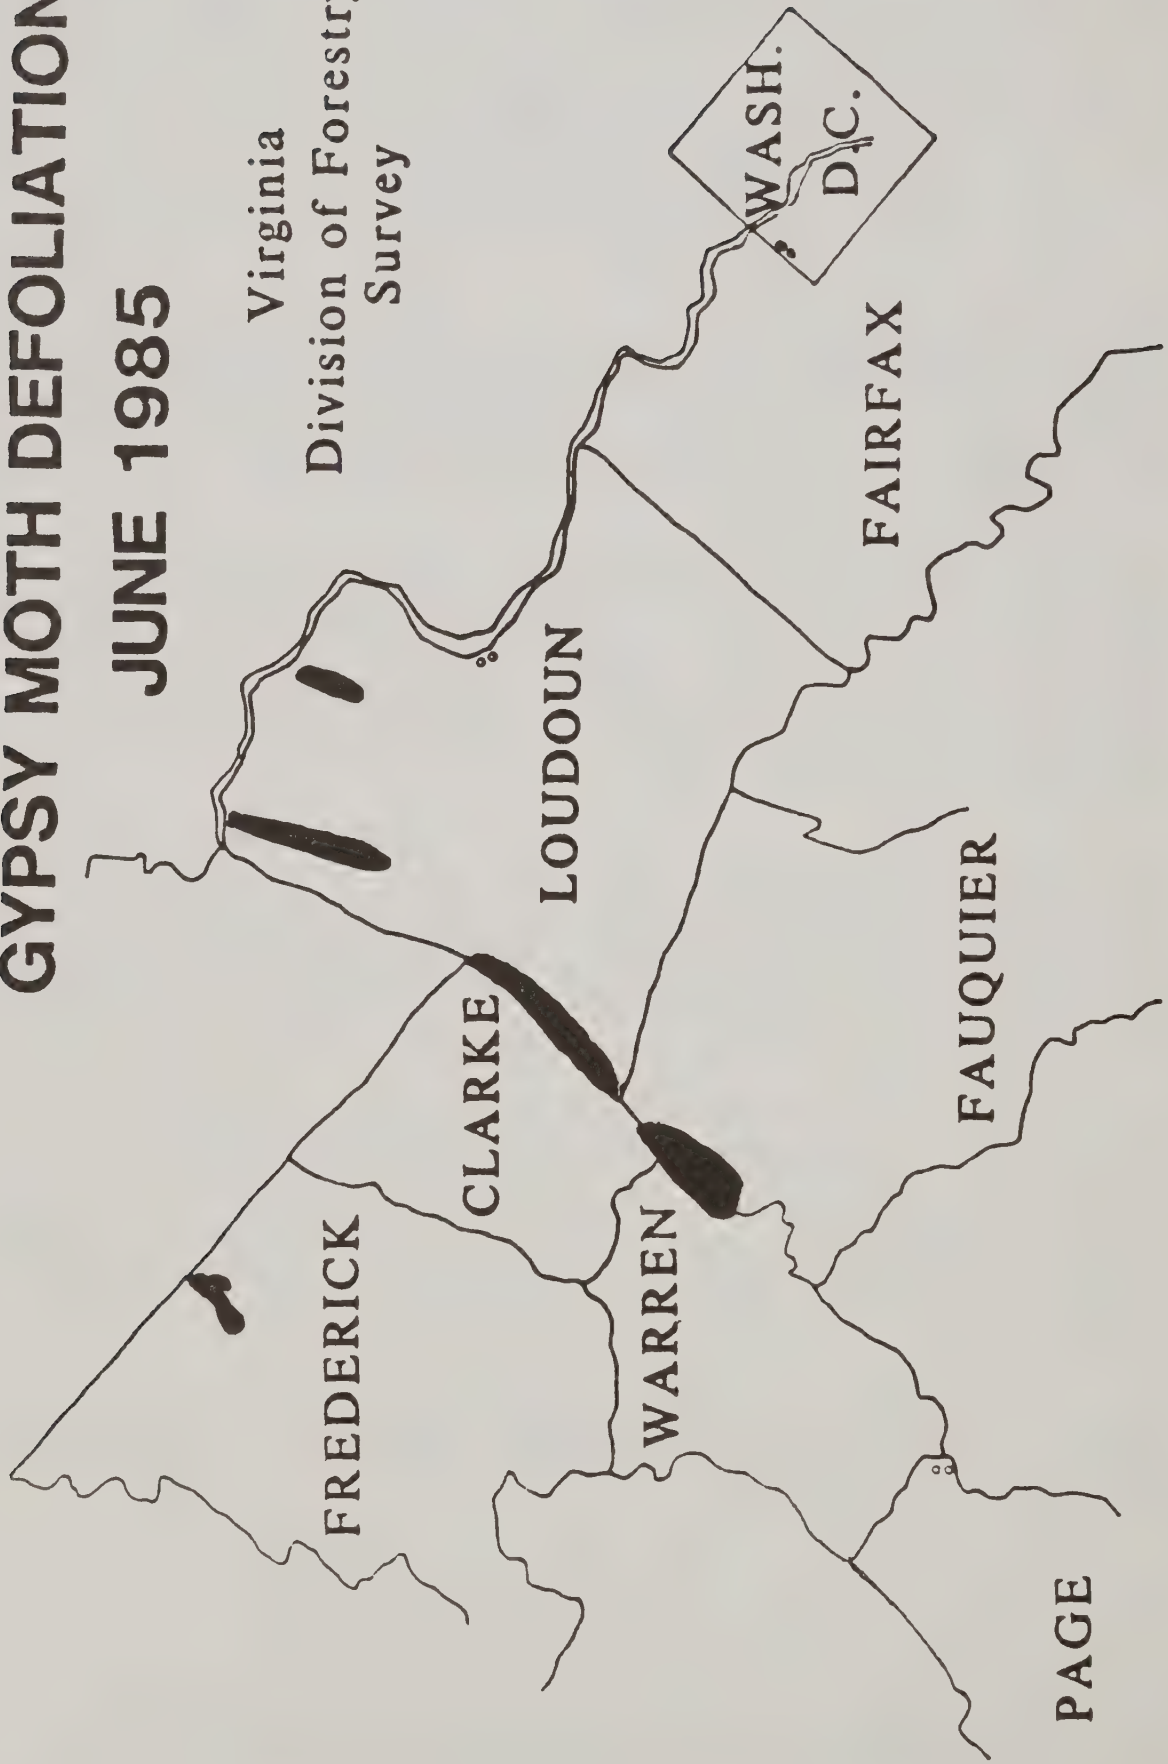 GYPSY MOTH DEFOLIATION
JUNE 1985
Virginia
Division of Forestry
Survey
WASH.
D.C.
FREDERICK
CLARKE
LOUDOUN
WARREN
FAIRFAX
FAUQUIER
PAGE